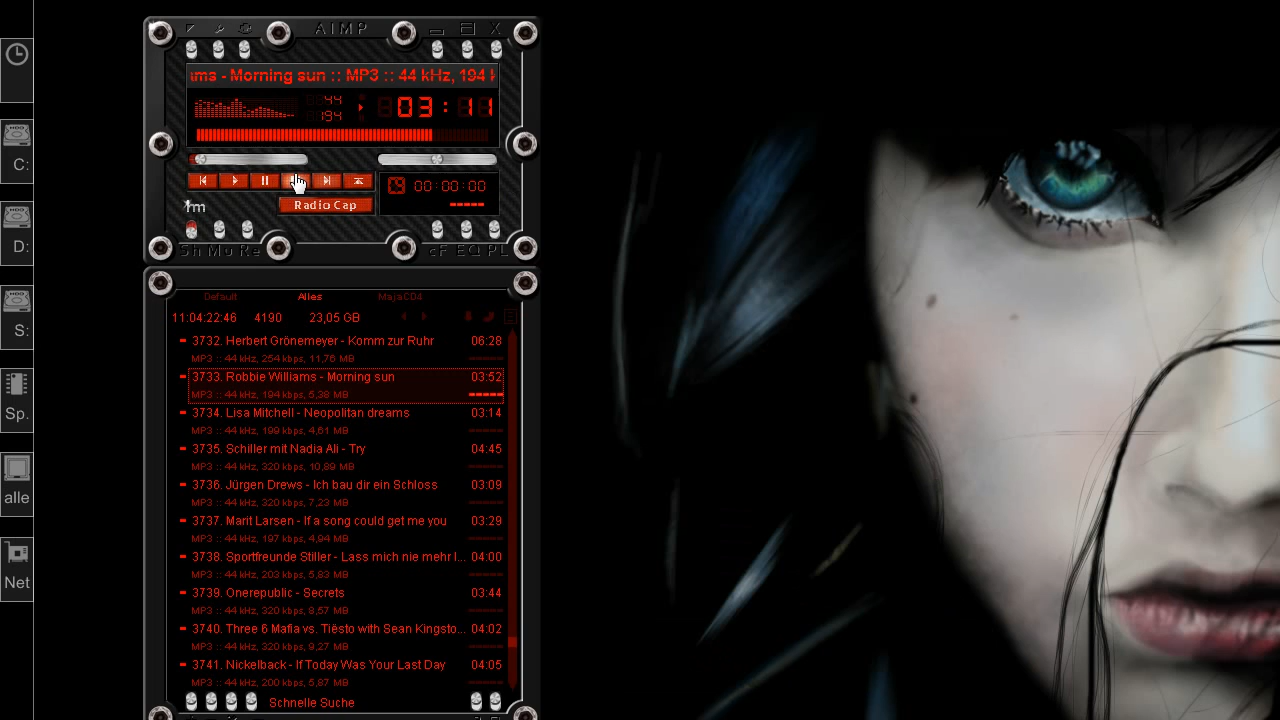 AIMP
X
ms - Morning sun :: MP3 :: 44 kHz, 194 k
44
194
03:11
00:00:00
Radio Cap
Sh Mu Re
cF EQ PL
C:
D:
S:
Sp.
alle
Net
Default Alles MajaCD4
11:04:22:46 4190 23,05 GB
3732. Herbert Grönemeyer - Komm zur Ruhr 06:28
MP3 :: 44 kHz, 254 kbps, 11,76 MB
3733. Robbie Williams - Morning sun 03:52
MP3 :: 44 kHz, 194 kbps, 5,38 MB
3734. Lisa Mitchell - Neopolitan dreams 03:14
MP3 :: 44 kHz, 199 kbps, 4,61 MB
3735. Schiller mit Nadia Ali - Try 04:45
MP3 :: 44 kHz, 320 kbps, 10,89 MB
3736. Jürgen Drews - Ich bau dir ein Schloss 03:09
MP3 :: 44 kHz, 320 kbps, 7,23 MB
3737. Marit Larsen - If a song could get me you 03:29
MP3 :: 44 kHz, 197 kbps, 4,94 MB
3738. Sportfreunde Stiller - Lass mich nie mehr l... 04:00
MP3 :: 44 kHz, 203 kbps, 5,83 MB
3739. Onerepublic - Secrets 03:44
MP3 :: 44 kHz, 320 kbps, 8,57 MB
3740. Three 6 Mafia vs. Tiësto with Sean Kingsto... 04:02
MP3 :: 44 kHz, 320 kbps, 9,27 MB
3741. Nickelback - If Today Was Your Last Day 04:05
MP3 :: 44 kHz, 200 kbps, 5,87 MB
Schnelle Suche